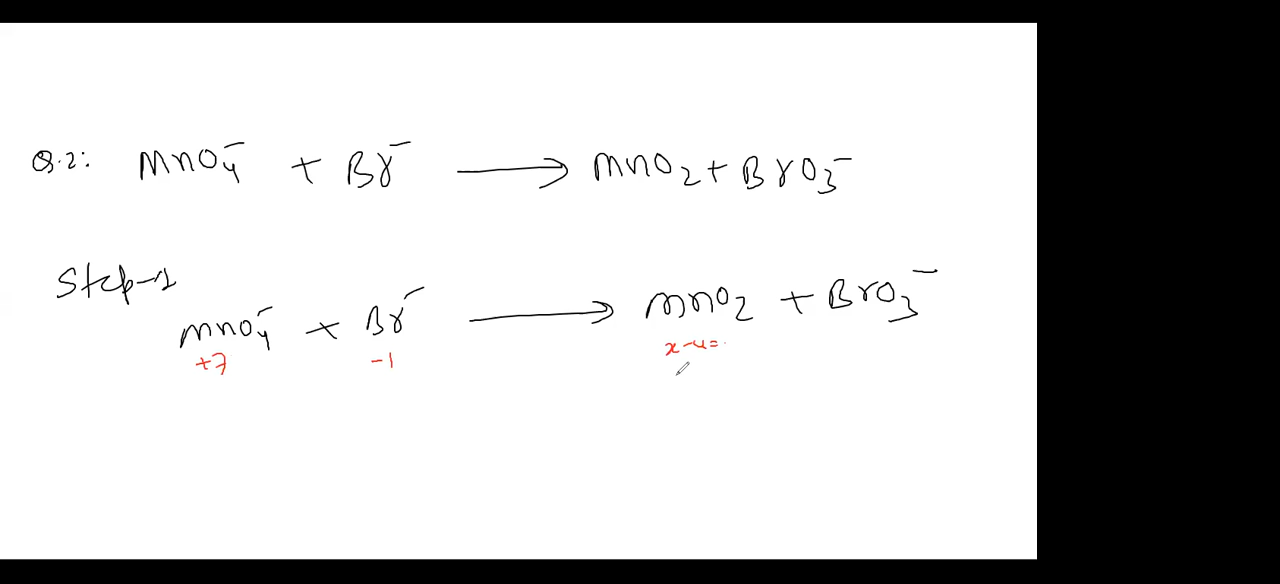 Q.2: MnO₄⁻ + Br⁻ ⟶ MnO₂ + BrO₃⁻
Step-1
MnO₄⁻ + Br⁻ ⟶ MnO₂ + BrO₃⁻
+7 -1 x-4=